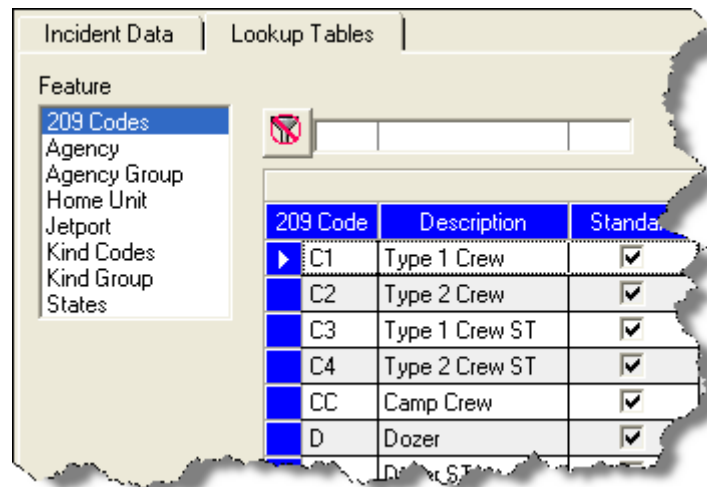 Incident Data Lookup Tables
Feature
209 Codes
Agency
Agency Group
Home Unit
Jetport
Kind Codes
Kind Group
States
209 Code Description Standa
C1 Type 1 Crew
C2 Type 2 Crew
C3 Type 1 Crew ST
C4 Type 2 Crew ST
CC Camp Crew
D Dozer